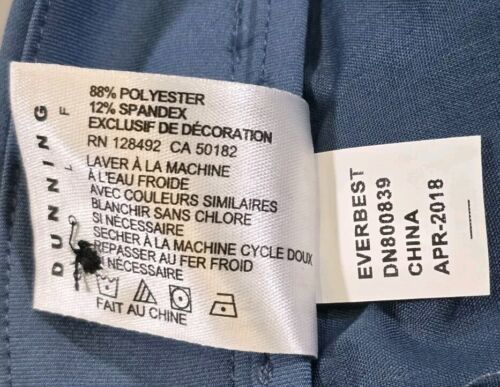 88% POLYESTER
12% SPANDEX
EXCLUSIF DE DÉCORATION
RN 128492 CA 50182
LAVER À LA MACHINE
À L'EAU FROIDE
AVEC COULEURS SIMILAIRES
BLANCHIR SANS CHLORE
SI NÉCESSAIRE
SECHER À LA MACHINE CYCLE DOUX
REPASSER AU FER FROID
SI NÉCESSAIRE
FAIT AU CHINE
DUNNING
EVERBEST
DN800839
CHINA
APR-2018